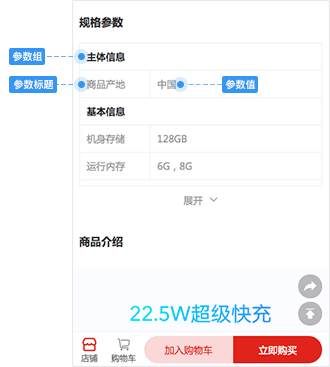 规格参数
参数组
主体信息
参数标题
商品产地
中国
参数值
基本信息
机身存储
128GB
运行内存
6G，8G
展开
商品介绍
22.5W超级快充
店铺
购物车
加入购物车
立即购买